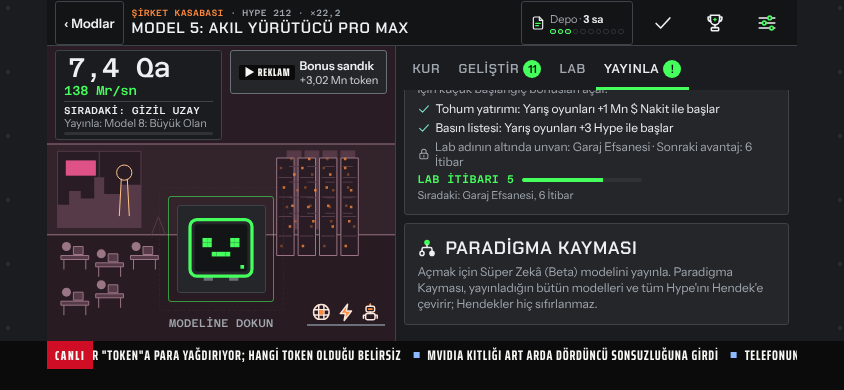 ‹ Modlar
ŞİRKET KASABASI · HYPE 212 · ×22,2
MODEL 5: AKIL YÜRÜTÜCÜ PRO MAX
Depo · 3 sa
7,4 Qa
138 Mr/sn
SIRADAKİ: GİZİL UZAY
Yayınla: Model 8: Büyük Olan
REKLAM
Bonus sandık
+3,02 Mn token
KUR
GELİŞTİR 11
LAB
YAYINLA !
için küçük başlangıç bonusları açar.
Tohum yatırımı: Yarış oyunları +1 Mn $ Nakit ile başlar
Basın listesi: Yarış oyunları +3 Hype ile başlar
Lab adının altında unvan: Garaj Efsanesi · Sonraki avantaj: 6
İtibar
LAB İTİBARI 5
Sıradaki: Garaj Efsanesi, 6 İtibar
PARADİGMA KAYMASI
Açmak için Süper Zekâ (Beta) modelini yayınla. Paradigma
Kayması, yayınladığın bütün modelleri ve tüm Hype'ını Hendek'e
çevirir; Hendekler hiç sıfırlanmaz.
MODELİNE DOKUN
CANLI
R "TOKEN"A PARA YAĞDIRIYOR; HANGİ TOKEN OLDUĞU BELİRSİZ ■ MVIDIA KITLIĞI ART ARDA DÖRDÜNCÜ SONSUZLUĞUNA GİRDİ ■ TELEFONUN